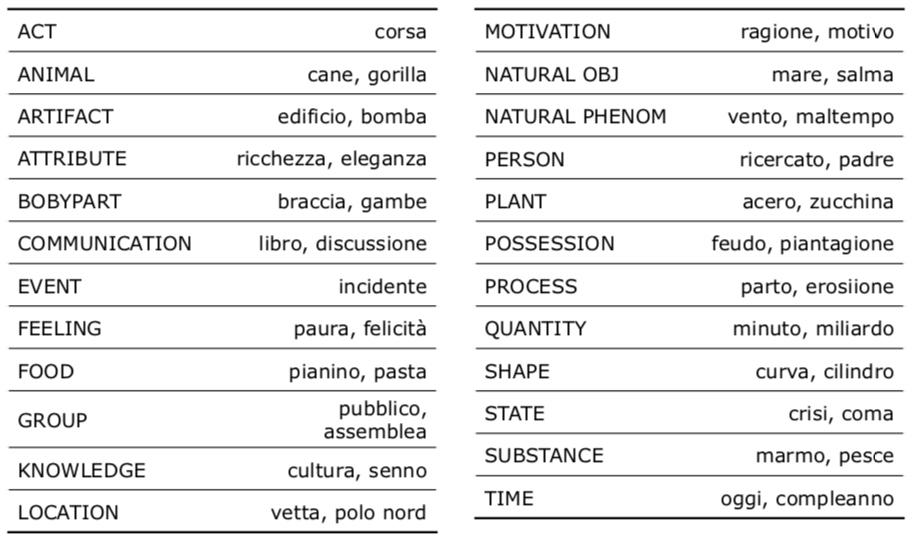 ACT corsa
ANIMAL cane, gorilla
ARTIFACT edificio, bomba
ATTRIBUTE ricchezza, eleganza
BOBYPART braccia, gambe
COMMUNICATION libro, discussione
EVENT incidente
FEELING paura, felicità
FOOD pianino, pasta
GROUP pubblico,
assemblea
KNOWLEDGE cultura, senno
LOCATION vetta, polo nord
MOTIVATION ragione, motivo
NATURAL OBJ mare, salma
NATURAL PHENOM vento, maltempo
PERSON ricercato, padre
PLANT acero, zucchina
POSSESSION feudo, piantagione
PROCESS parto, erosiione
QUANTITY minuto, miliardo
SHAPE curva, cilindro
STATE crisi, coma
SUBSTANCE marmo, pesce
TIME oggi, compleanno